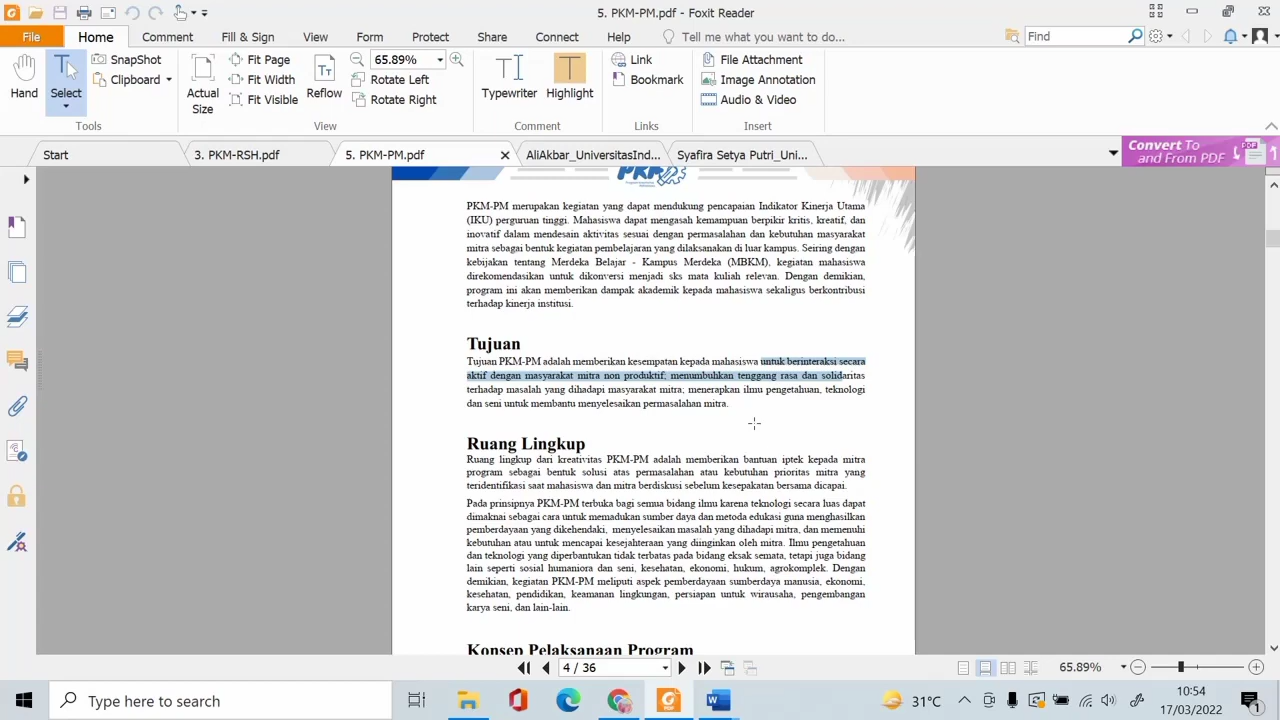 5. PKM-PM.pdf - Foxit Reader
File Home Comment Fill & Sign View Form Protect Share Connect Help Tell me what you want to do... Find
SnapShot Fit Page 65.89% Link File Attachment
Clipboard Fit Width Rotate Left Bookmark Image Annotation
Hand Select Actual Size Fit Visible Reflow Rotate Right Typewriter Highlight Audio & Video
Tools View Comment Links Insert
Start 3. PKM-RSH.pdf 5. PKM-PM.pdf AliAkbar_UniversitasInd... Syafira Setya Putri_Uni... Convert To and From PDF
PKM-PM merupakan kegiatan yang dapat mendukung pencapaian Indikator Kinerja Utama
(IKU) perguruan tinggi. Mahasiswa dapat mengasah kemampuan berpikir kritis, kreatif, dan
inovatif dalam mendesain aktivitas sesuai dengan permasalahan dan kebutuhan masyarakat
mitra sebagai bentuk kegiatan pembelajaran yang dilaksanakan di luar kampus. Seiring dengan
kebijakan tentang Merdeka Belajar - Kampus Merdeka (MBKM), kegiatan mahasiswa
direkomendasikan untuk dikonversi menjadi sks mata kuliah relevan. Dengan demikian,
program ini akan memberikan dampak akademik kepada mahasiswa sekaligus berkontribusi
terhadap kinerja institusi.
Tujuan
Tujuan PKM-PM adalah memberikan kesempatan kepada mahasiswa untuk berinteraksi secara
aktif dengan masyarakat mitra non produktif; menumbuhkan tenggang rasa dan solidaritas
terhadap masalah yang dihadapi masyarakat mitra; menerapkan ilmu pengetahuan, teknologi
dan seni untuk membantu menyelesaikan permasalahan mitra.
Ruang Lingkup
Ruang lingkup dari kreativitas PKM-PM adalah memberikan bantuan iptek kepada mitra
program sebagai bentuk solusi atas permasalahan atau kebutuhan prioritas mitra yang
teridentifikasi saat mahasiswa dan mitra berdiskusi sebelum kesepakatan bersama dicapai.
Pada prinsipnya PKM-PM terbuka bagi semua bidang ilmu karena teknologi secara luas dapat
dimaknai sebagai cara untuk memadukan sumber daya dan metoda edukasi guna menghasilkan
pemberdayaan yang dikehendaki, menyelesaikan masalah yang dihadapi mitra, dan memenuhi
kebutuhan atau untuk mencapai kesejahteraan yang diinginkan oleh mitra. Ilmu pengetahuan
dan teknologi yang diperbantukan tidak terbatas pada bidang eksak semata, tetapi juga bidang
lain seperti sosial humaniora dan seni, kesehatan, ekonomi, hukum, agrokomplek. Dengan
demikian, kegiatan PKM-PM meliputi aspek pemberdayaan sumberdaya manusia, ekonomi,
kesehatan, pendidikan, keamanan lingkungan, persiapan untuk wirausaha, pengembangan
karya seni, dan lain-lain.
Konsep Pelaksanaan Program
4 / 36 65.89%
Type here to search 31°C 10:54
17/03/2022